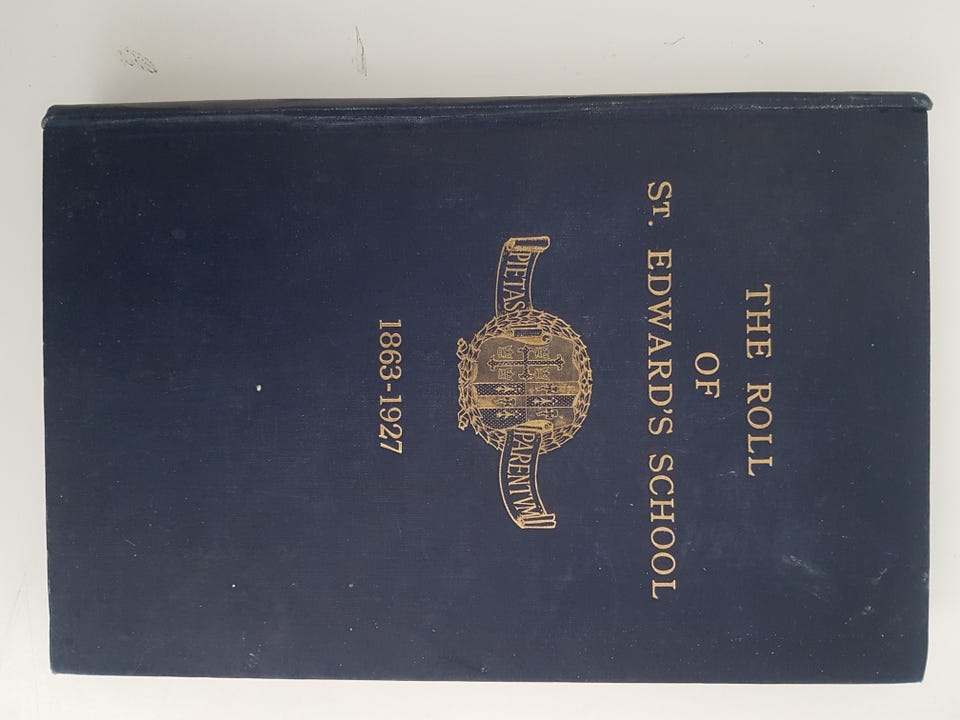 THE ROLL
OF
ST. EDWARD'S SCHOOL
PIETAS PARENTVM
1863-1927